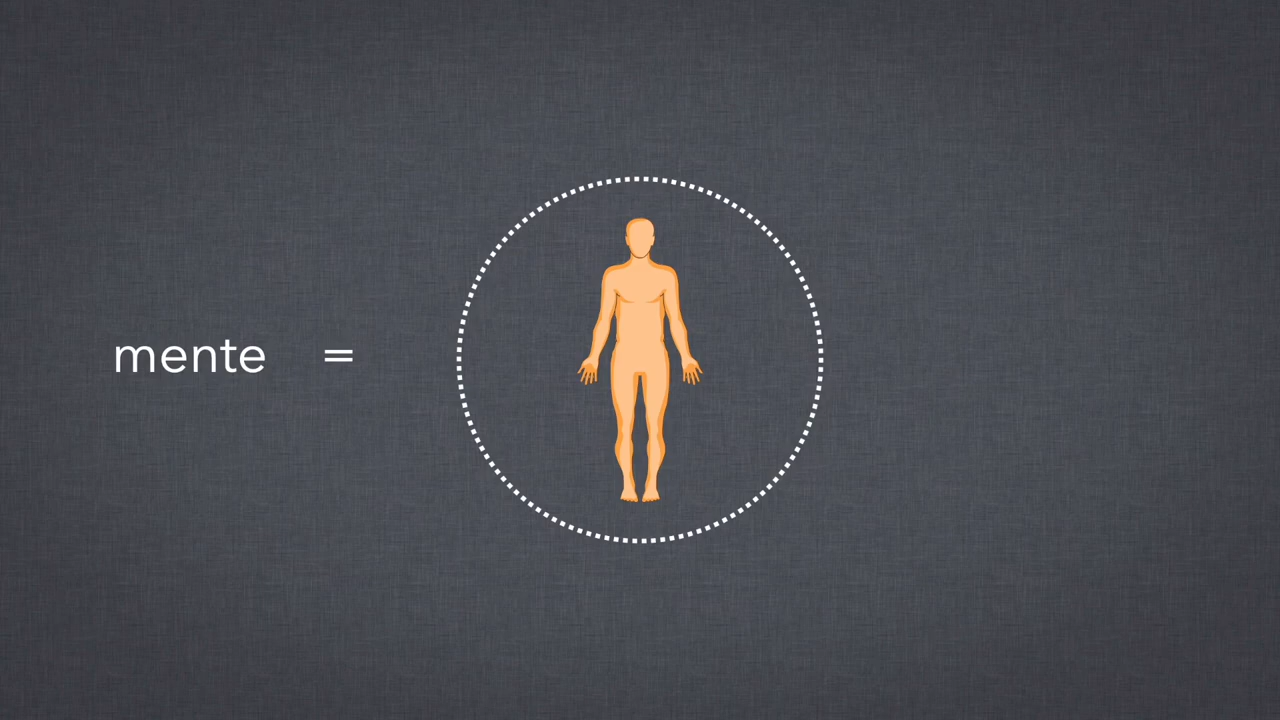 mente =